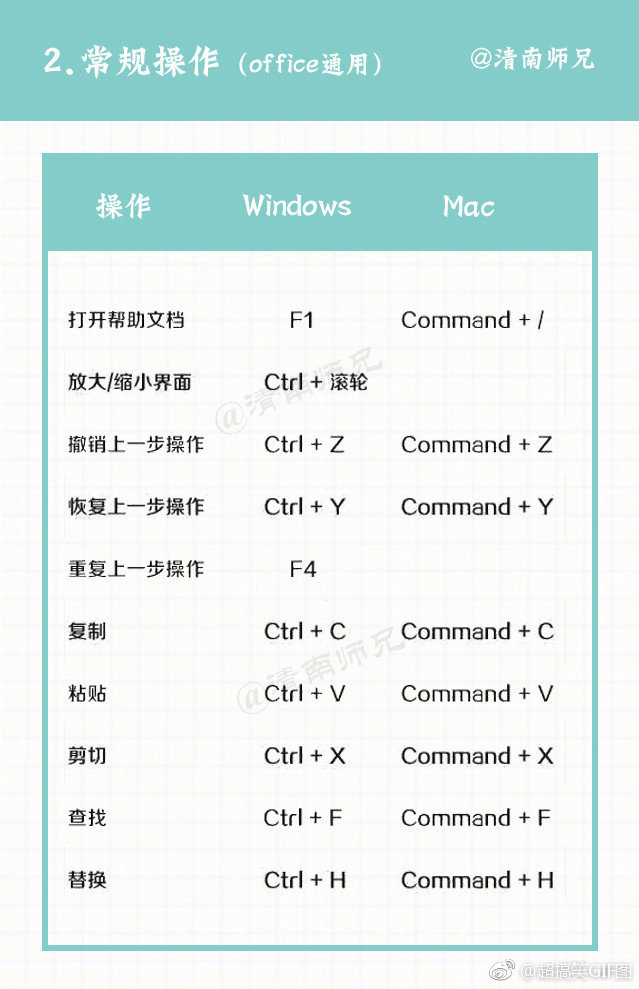 2.常规操作（office通用） @清南师兄
操作 Windows Mac
打开帮助文档 F1 Command + /
放大/缩小界面 Ctrl + 滚轮
@清南师兄
撤销上一步操作 Ctrl + Z Command + Z
恢复上一步操作 Ctrl + Y Command + Y
重复上一步操作 F4
复制 Ctrl + C Command + C
@清南师兄
粘贴 Ctrl + V Command + V
剪切 Ctrl + X Command + X
查找 Ctrl + F Command + F
替换 Ctrl + H Command + H
@超搞笑GIF图